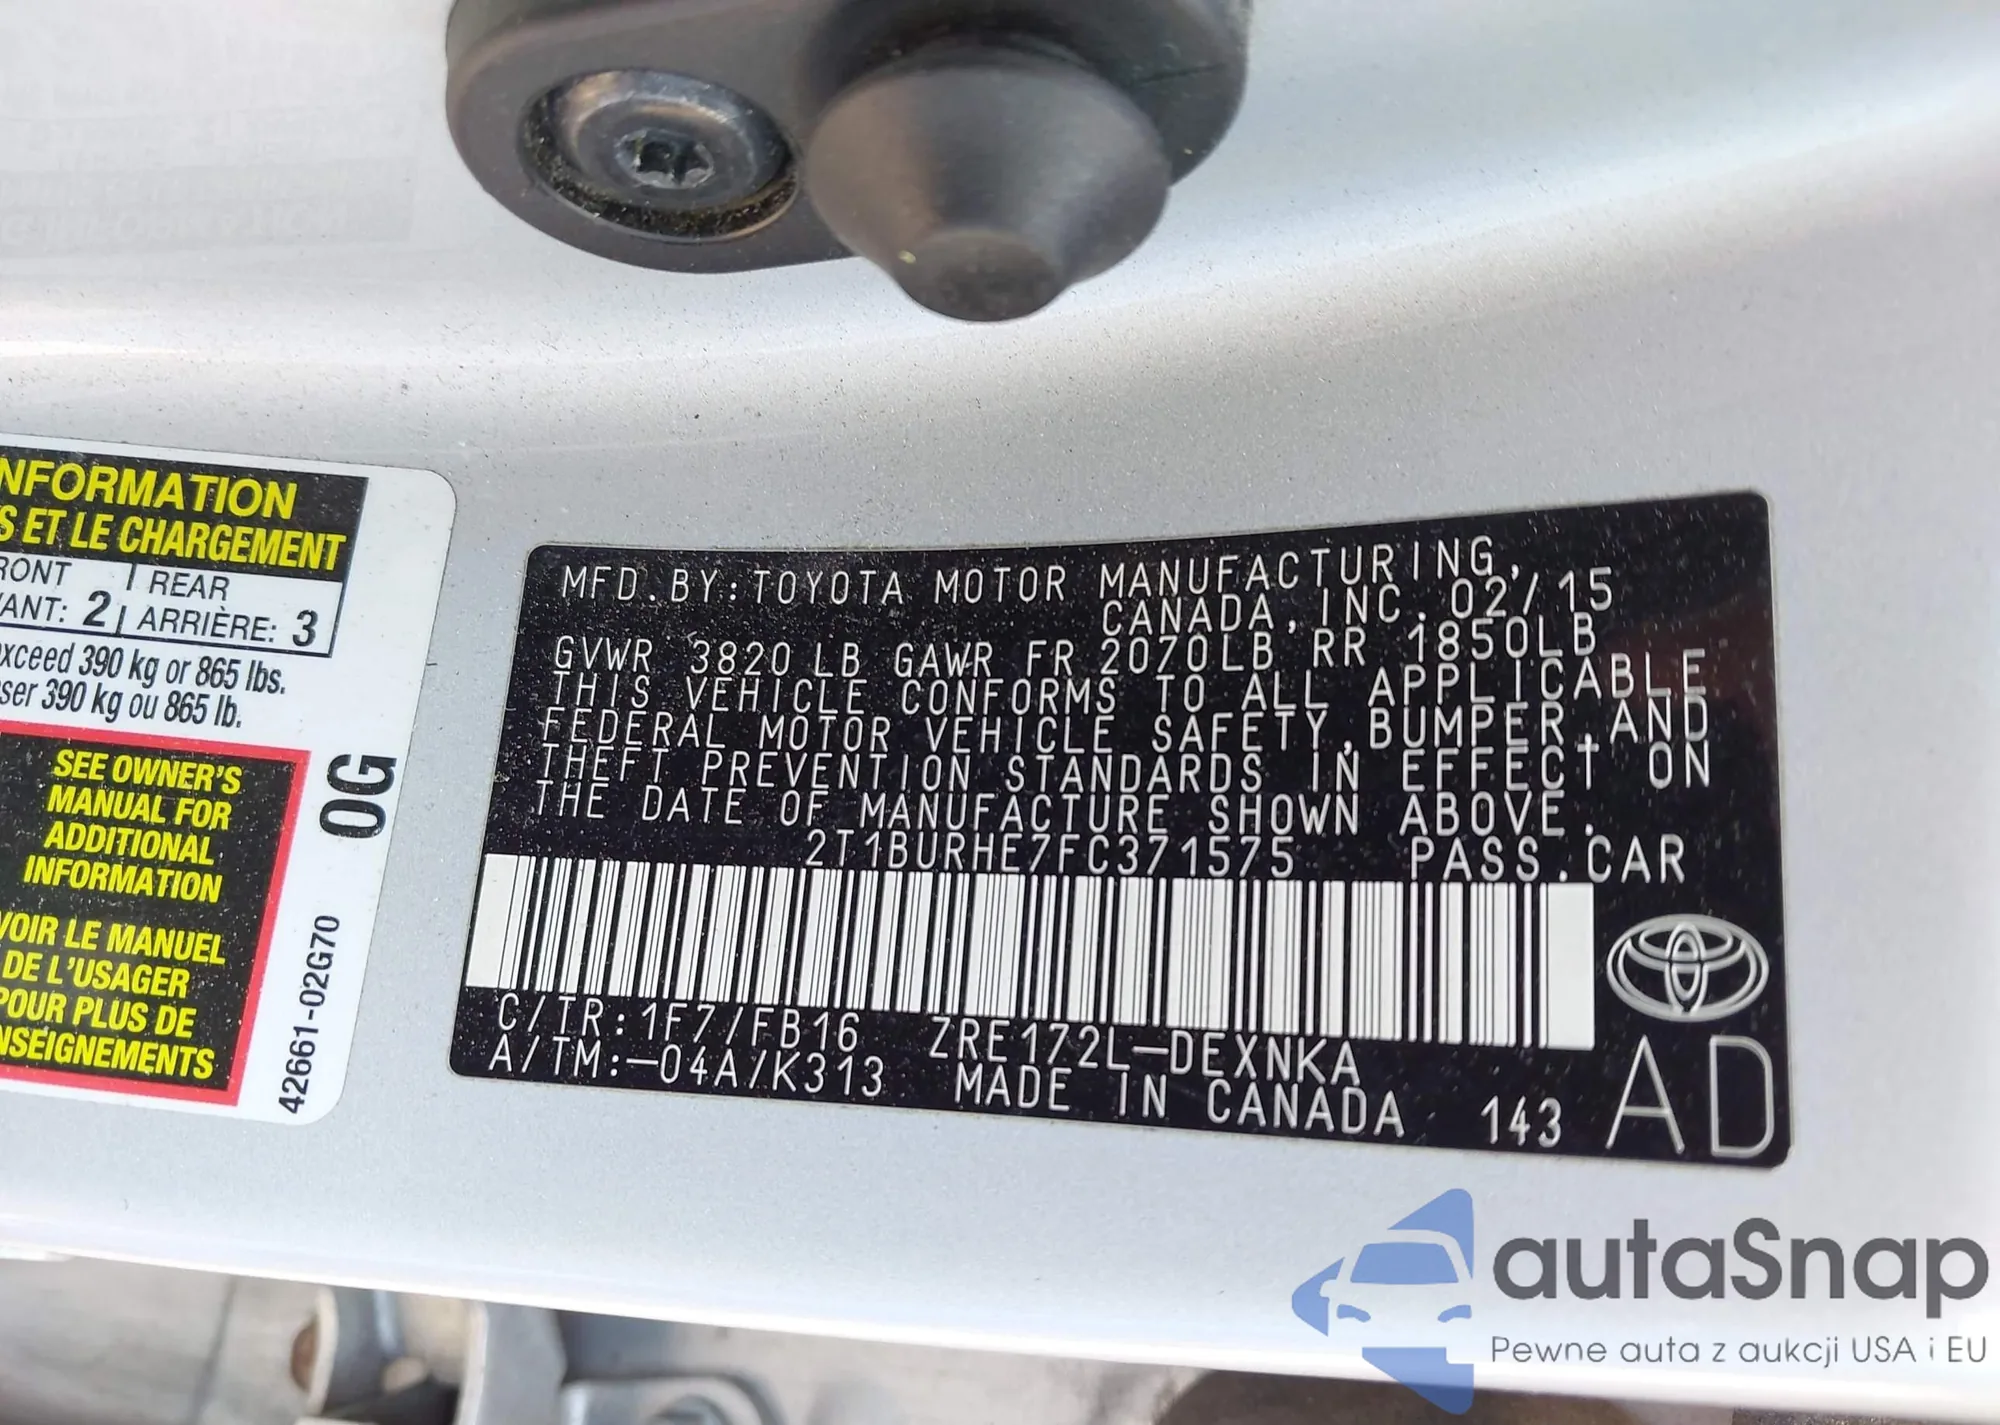 NFORMATION
S ET LE CHARGEMENT
RONT | REAR
ANT: 2 | ARRIÈRE: 3
xceed 390 kg or 865 lbs.
ser 390 kg ou 865 lb.
SEE OWNER'S
MANUAL FOR
ADDITIONAL
INFORMATION
VOIR LE MANUEL
DE L'USAGER
POUR PLUS DE
NSEIGNEMENTS
0G
42661-02G70
MFD.BY:TOYOTA MOTOR MANUFACTURING,
CANADA,INC.02/15
GVWR 3820LB GAWR FR 2070LB RR 1850LB
THIS VEHICLE CONFORMS TO ALL APPLICABLE
FEDERAL MOTOR VEHICLE SAFETY,BUMPER,AND
THEFT PREVENTION STANDARDS IN EFFECT ON
THE DATE OF MANUFACTURE SHOWN ABOVE.
2T1BURHE7FC371575 PASS.CAR
C/TR:1F7/FB16 ZRE172L-DEXNKA
A/TM:-04A/K313 MADE IN CANADA 143
AD
autaSnap
Pewne auta z aukcji USA i EU